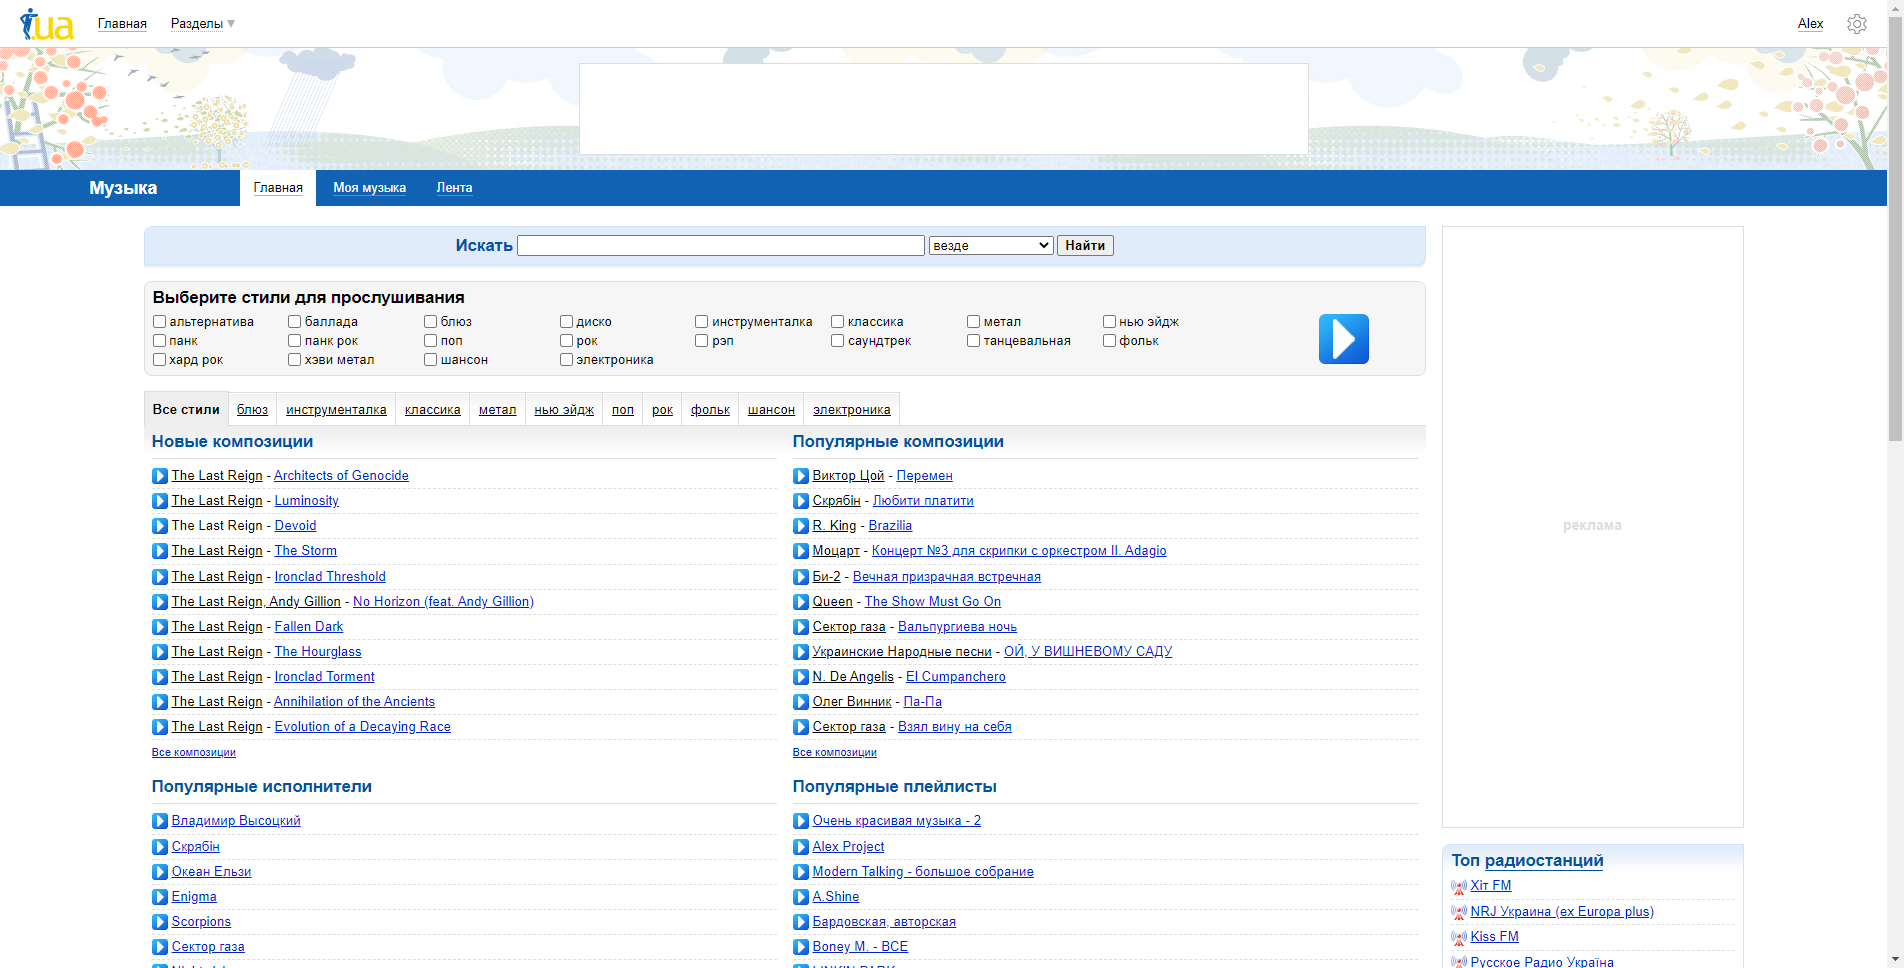 .ua Главная Разделы Alex
Музыка Главная Моя музыка Лента
Искать везде Найти
Выберите стили для прослушивания
альтернатива баллада блюз диско инструменталка классика метал нью эйдж
панк панк рок поп рок рэп саундтрек танцевальная фольк
хард рок хэви метал шансон электроника
Все стили блюз инструменталка классика метал нью эйдж поп рок фольк шансон электроника
Новые композиции
The Last Reign - Architects of Genocide
The Last Reign - Luminosity
The Last Reign - Devoid
The Last Reign - The Storm
The Last Reign - Ironclad Threshold
The Last Reign, Andy Gillion - No Horizon (feat. Andy Gillion)
The Last Reign - Fallen Dark
The Last Reign - The Hourglass
The Last Reign - Ironclad Torment
The Last Reign - Annihilation of the Ancients
The Last Reign - Evolution of a Decaying Race
Все композиции
Популярные композиции
Виктор Цой - Перемен
Скрябін - Любити платити
R. King - Brazilia
Моцарт - Концерт №3 для скрипки с оркестром II. Adagio
Би-2 - Вечная призрачная встречная
Queen - The Show Must Go On
Сектор газа - Вальпургиева ночь
Украинские Народные песни - ОЙ, У ВИШНЕВОМУ САДУ
N. De Angelis - El Cumpanchero
Олег Винник - Па-Па
Сектор газа - Взял вину на себя
Все композиции
Популярные исполнители
Владимир Высоцкий
Скрябін
Океан Ельзи
Enigma
Scorpions
Сектор газа
Популярные плейлисты
Очень красивая музыка - 2
Alex Project
Modern Talking - большое собрание
A.Shine
Бардовская, авторская
Boney M. - ВСЕ
LINKIN PARK
реклама
Топ радиостанций
Хіт FM
NRJ Украина (ex Europa plus)
Kiss FM
Русское Радио Україна